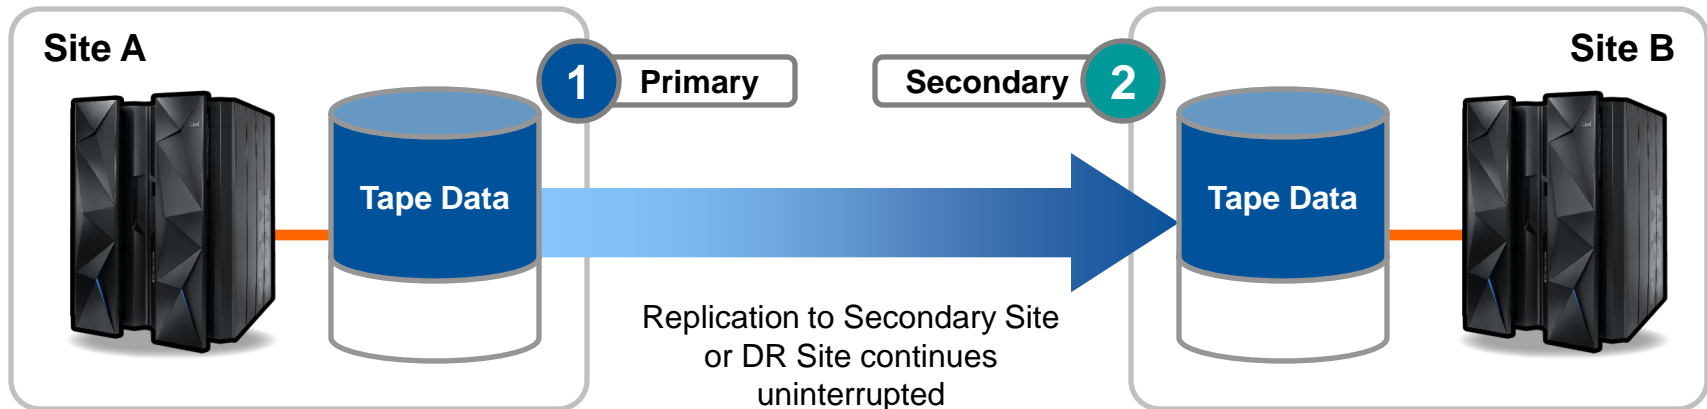 Site A
1 Primary
Secondary 2
Site B
Tape Data
Tape Data
Replication to Secondary Site
or DR Site continues
uninterrupted